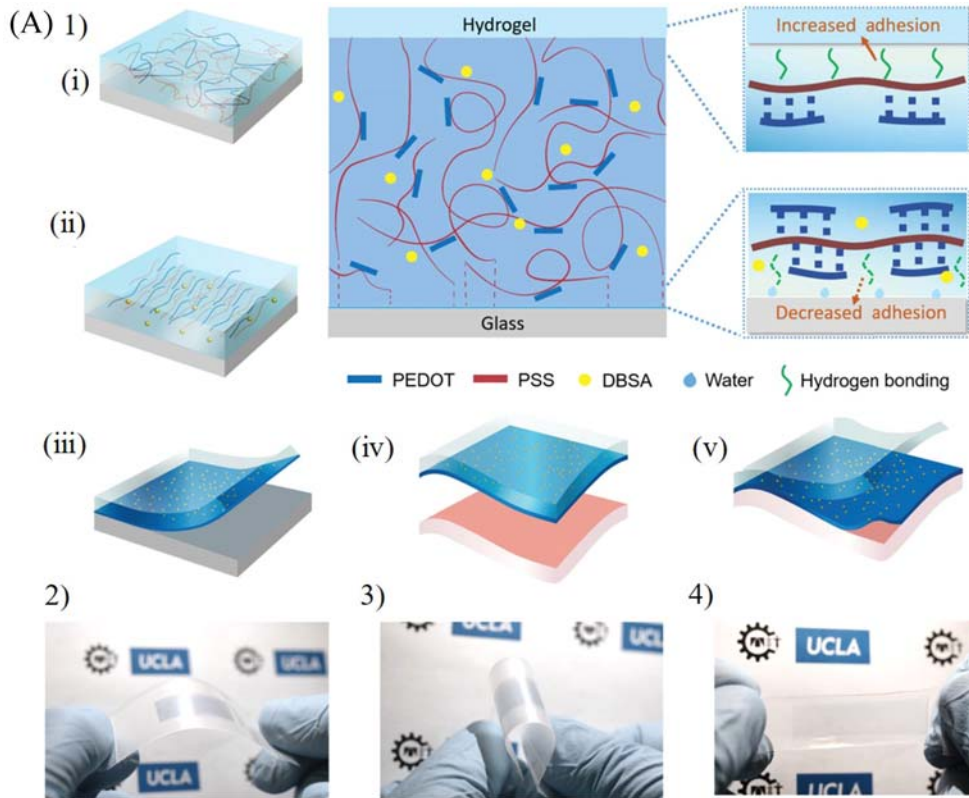 (A) 1)
(i)
Hydrogel
Increased adhesion
(ii)
Glass
Decreased adhesion
PEDOT PSS DBSA Water Hydrogen bonding
(iii) (iv) (v)
2) 3) 4)
UCLA
UCLA
UCLA
UCLA
UCLA